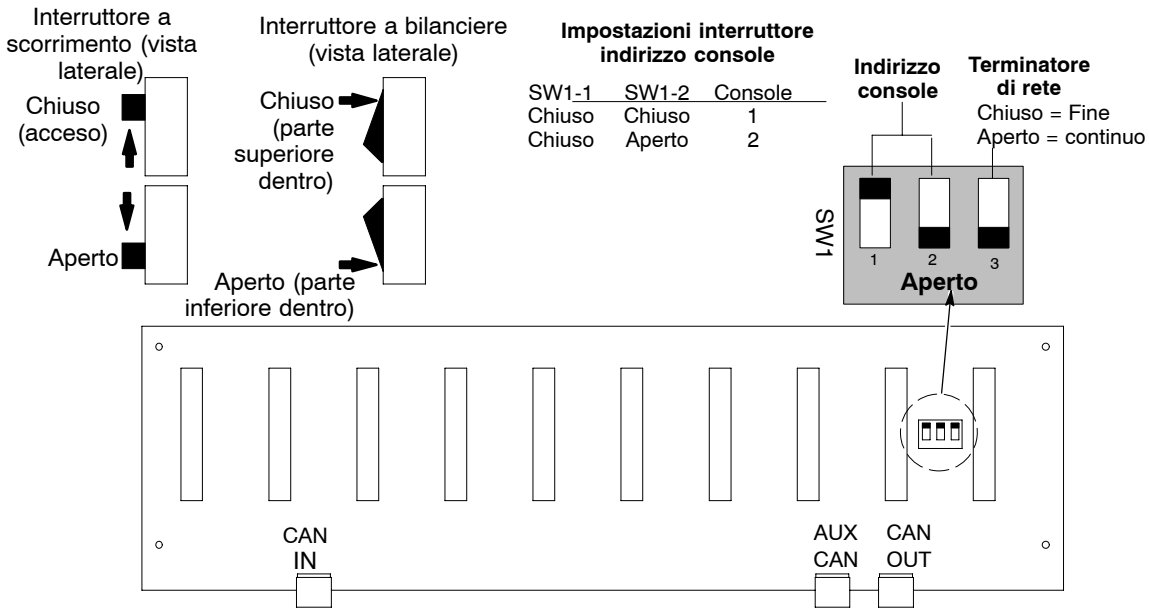 Interruttore a
scorrimento (vista
laterale)
Chiuso
(acceso)
Aperto
Interruttore a bilanciere
(vista laterale)
Chiuso
(parte
superiore
dentro)
Aperto (parte
inferiore dentro)
Impostazioni interruttore
indirizzo console
SW1-1 SW1-2 Console
Chiuso Chiuso 1
Chiuso Aperto 2
Indirizzo
console
Terminatore
di rete
Chiuso = Fine
Aperto = continuo
SW1
1 2 3
Aperto
CAN
IN
AUX
CAN
CAN
OUT